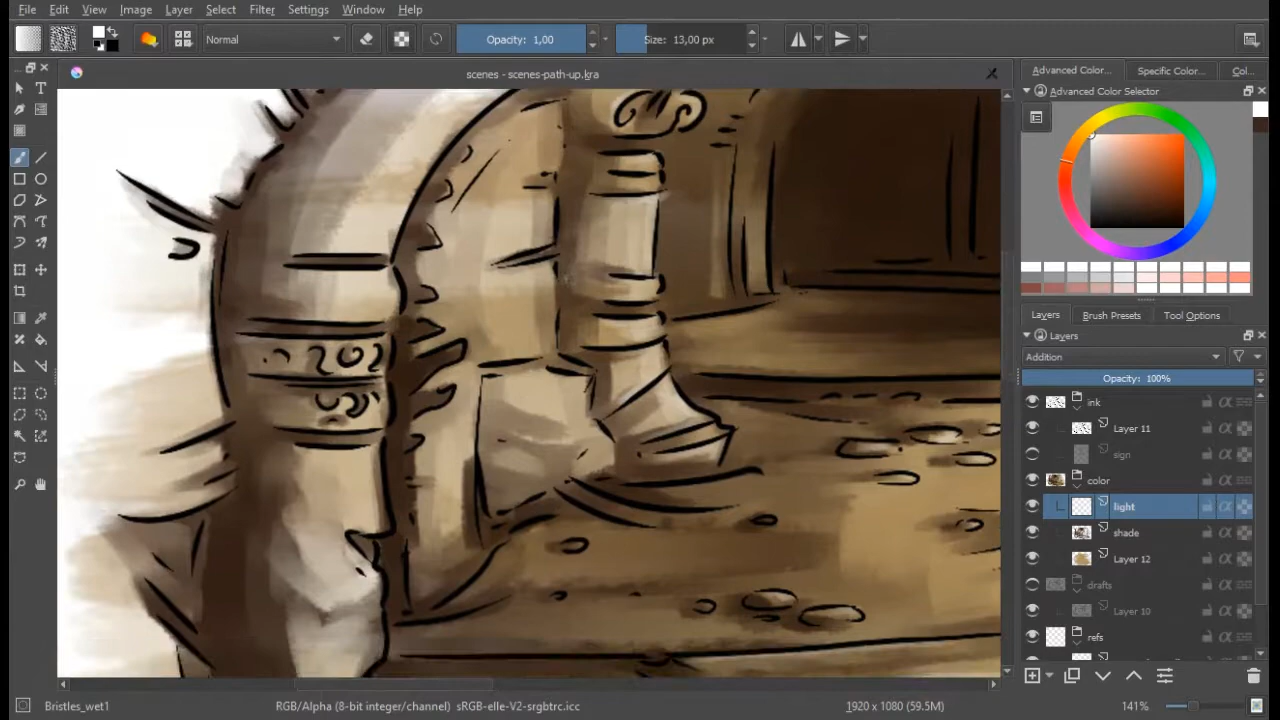 File Edit View Image Layer Select Filter Settings Window Help
Normal Opacity: 1,00 Size: 13,00 px
scenes - scenes-path-up.kra
Advanced Color... Specific Color... Col...
Advanced Color Selector
Layers Brush Presets Tool Options
Layers
Addition
Opacity: 100%
ink
Layer 11
sign
color
light
shade
Layer 12
drafts
Layer 10
refs
Bristles_wet1 RGB/Alpha (8-bit integer/channel) sRGB-elle-V2-srgbtrc.icc 1920 x 1080 (59.5M) 141%